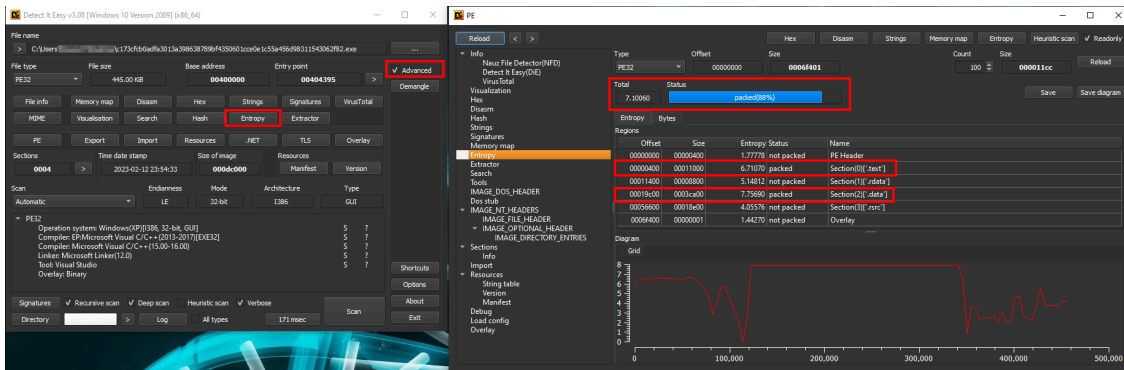 Detect It Easy v3.08 [Windows 10 Version 2009] (x86_64)
File name
> C:\Users \c173cfcb0adfa3013a398638789bf4350601cce0e1c55a456d98311543062f82.exe ...
File type File size Base address Entry point
PE32 445.00 KiB 00400000 00404395 >
✓ Advanced
Demangle
File info Memory map Disasm Hex Strings Signatures VirusTotal
MIME Visualisation Search Hash Entropy Extractor
PE Export Import Resources .NET TLS Overlay
Sections Time date stamp Size of image Resources
0004 > 2023-02-12 23:54:33 000dc000 Manifest Version
Scan Endianness Mode Architecture Type
Automatic LE 32-bit I386 GUI
PE32
Operation system: Windows(XP)[I386, 32-bit, GUI] S ?
Compiler: EP:Microsoft Visual C/C++(2013-2017)[EXE32] S ?
Compiler: Microsoft Visual C/C++(15.00-16.00) S ?
Linker: Microsoft Linker(12.0) S ?
Tool: Visual Studio S ?
Overlay: Binary
Shortcuts
Options
Signatures ✓ Recursive scan ✓ Deep scan Heuristic scan ✓ Verbose
About
Directory > Log All types 171 msec Scan
Exit
PE
Reload < > Hex Disasm Strings Memory map Entropy Heuristic scan ✓ Readonly
Info
Nauz File Detector(NFD)
Detect It Easy(DiE)
VirusTotal
Visualization
Hex
Disasm
Hash
Strings
Signatures
Memory map
Entropy
Extractor
Search
Tools
IMAGE_DOS_HEADER
Dos stub
IMAGE_NT_HEADERS
IMAGE_FILE_HEADER
IMAGE_OPTIONAL_HEADER
IMAGE_DIRECTORY_ENTRIES
Sections
Info
Import
Resources
String table
Version
Manifest
Debug
Load config
Overlay
Type Offset Size Count Size
PE32 00000000 0006f401 100 000011cc Reload
Total Status
7.10060 packed(88%) Save Save diagram
Entropy Bytes
Regions
Offset Size Entropy Status Name
00000000 00000400 1.77778 not packed PE Header
00000400 00011000 6.71070 packed Section(0)['.text']
00011400 00008800 5.14812 not packed Section(1)['.rdata']
00019c00 0003ca00 7.75690 packed Section(2)['.data']
00056600 00018e00 4.05576 not packed Section(3)['.rsrc']
0006f400 00000001 1.44270 not packed Overlay
Diagram
Grid
8
7
6
5
4
3
2
1
0
0 100,000 200,000 300,000 400,000 500,000